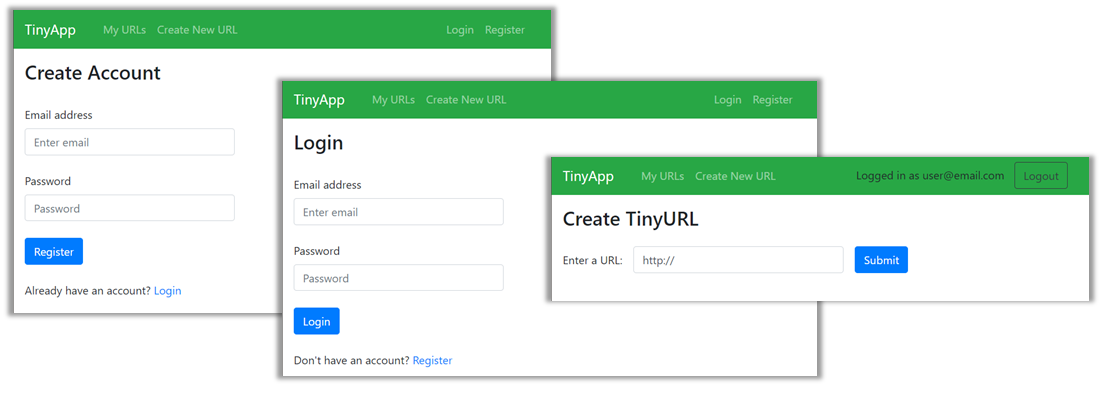 TinyApp My URLs Create New URL Login Register
Create Account
Email address
Enter email
Password
Password
Register
Already have an account? Login
TinyApp My URLs Create New URL Login Register
Login
Email address
Enter email
Password
Password
Login
Don't have an account? Register
TinyApp My URLs Create New URL Logged in as user@email.com Logout
Create TinyURL
Enter a URL: http:// Submit